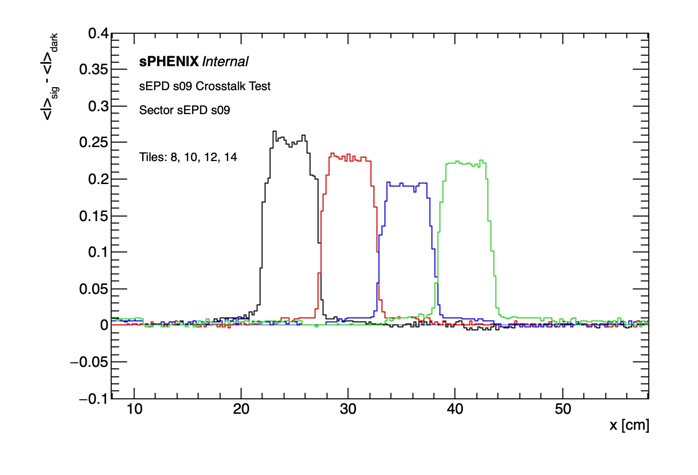 <I>sig - <I>dark
0.4
0.35
0.3
0.25
0.2
0.15
0.1
0.05
0
−0.05
−0.1
sPHENIX Internal
sEPD s09 Crosstalk Test
Sector sEPD s09
Tiles: 8, 10, 12, 14
10 20 30 40 50
x [cm]